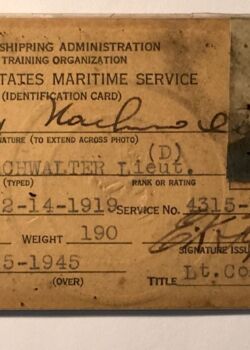 SHIPPING ADMINISTRATION
TRAINING ORGANIZATION
STATES MARITIME SERVICE
(IDENTIFICATION CARD)
NATURE (TO EXTEND ACROSS PHOTO)
(D)
CHWALTER Lieut.
(TYPED) RANK OR RATING
2-14-1919 SERVICE No. 4315-
WEIGHT 190
SIGNATURE ISSU
5-1945 Lt.Co
(OVER) TITLE